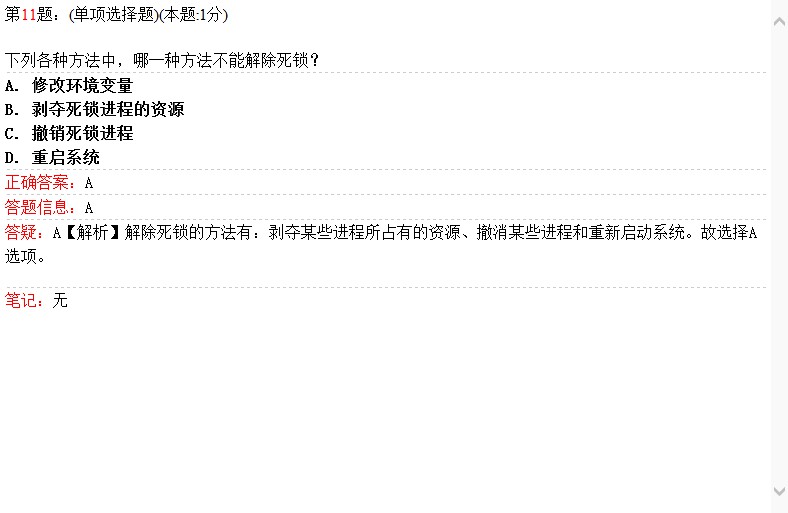 第11题：(单项选择题)(本题:1分)
下列各种方法中，哪一种方法不能解除死锁？
A. 修改环境变量
B. 剥夺死锁进程的资源
C. 撤销死锁进程
D. 重启系统
正确答案：A
答题信息：A
答疑：A【解析】解除死锁的方法有：剥夺某些进程所占有的资源、撤消某些进程和重新启动系统。故选择A
选项。
笔记：无